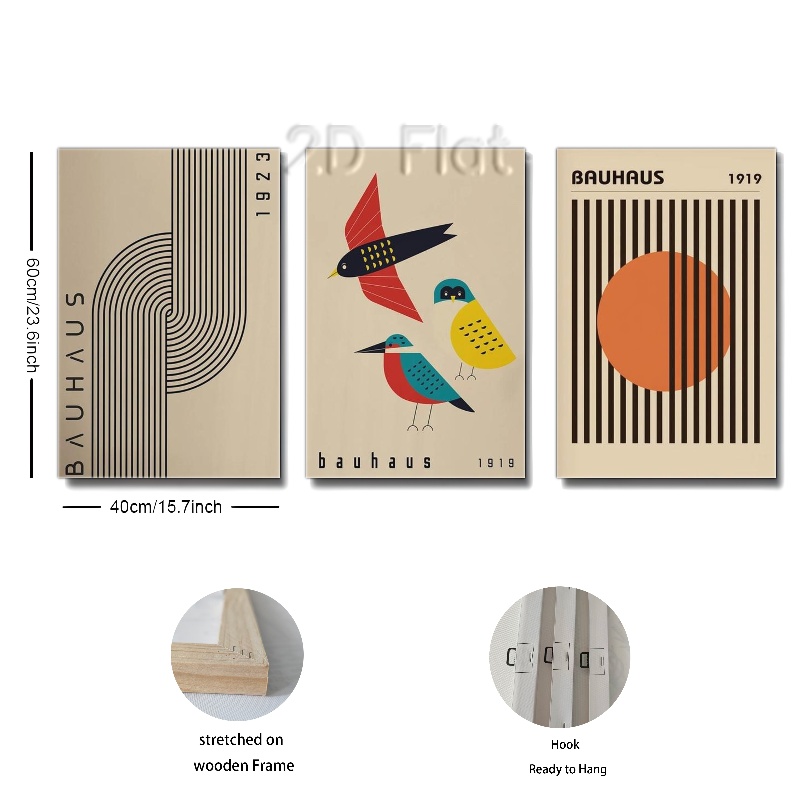 2D Flat
1923
BAUHAUS
bauhaus 1919
BAUHAUS 1919
60cm/23.6inch
40cm/15.7inch
stretched on
wooden Frame
Hook
Ready to Hang